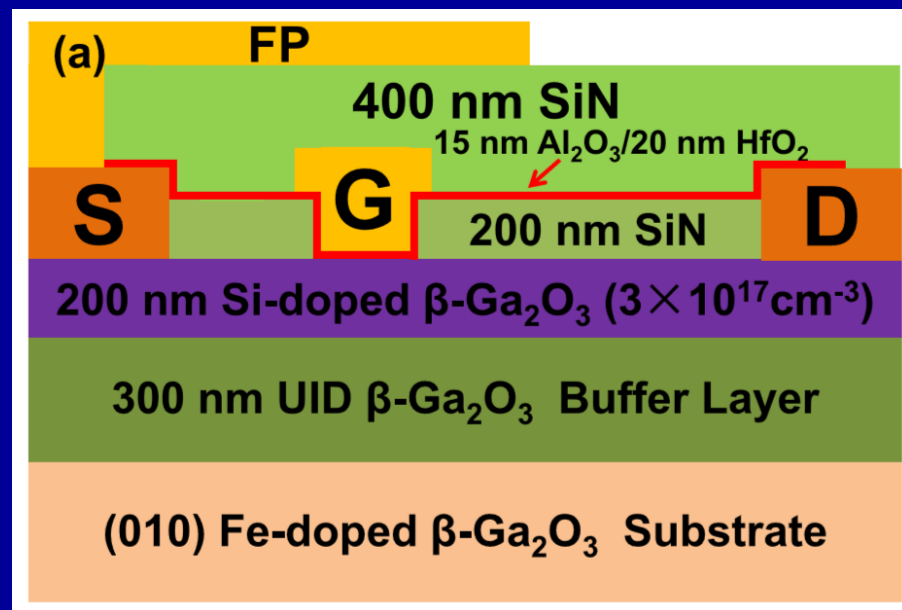 (a)
FP
400 nm SiN
15 nm Al₂O₃/20 nm HfO₂
S
G
D
200 nm SiN
200 nm Si-doped β-Ga₂O₃ (3×10¹⁷cm⁻³)
300 nm UID β-Ga₂O₃ Buffer Layer
(010) Fe-doped β-Ga₂O₃ Substrate